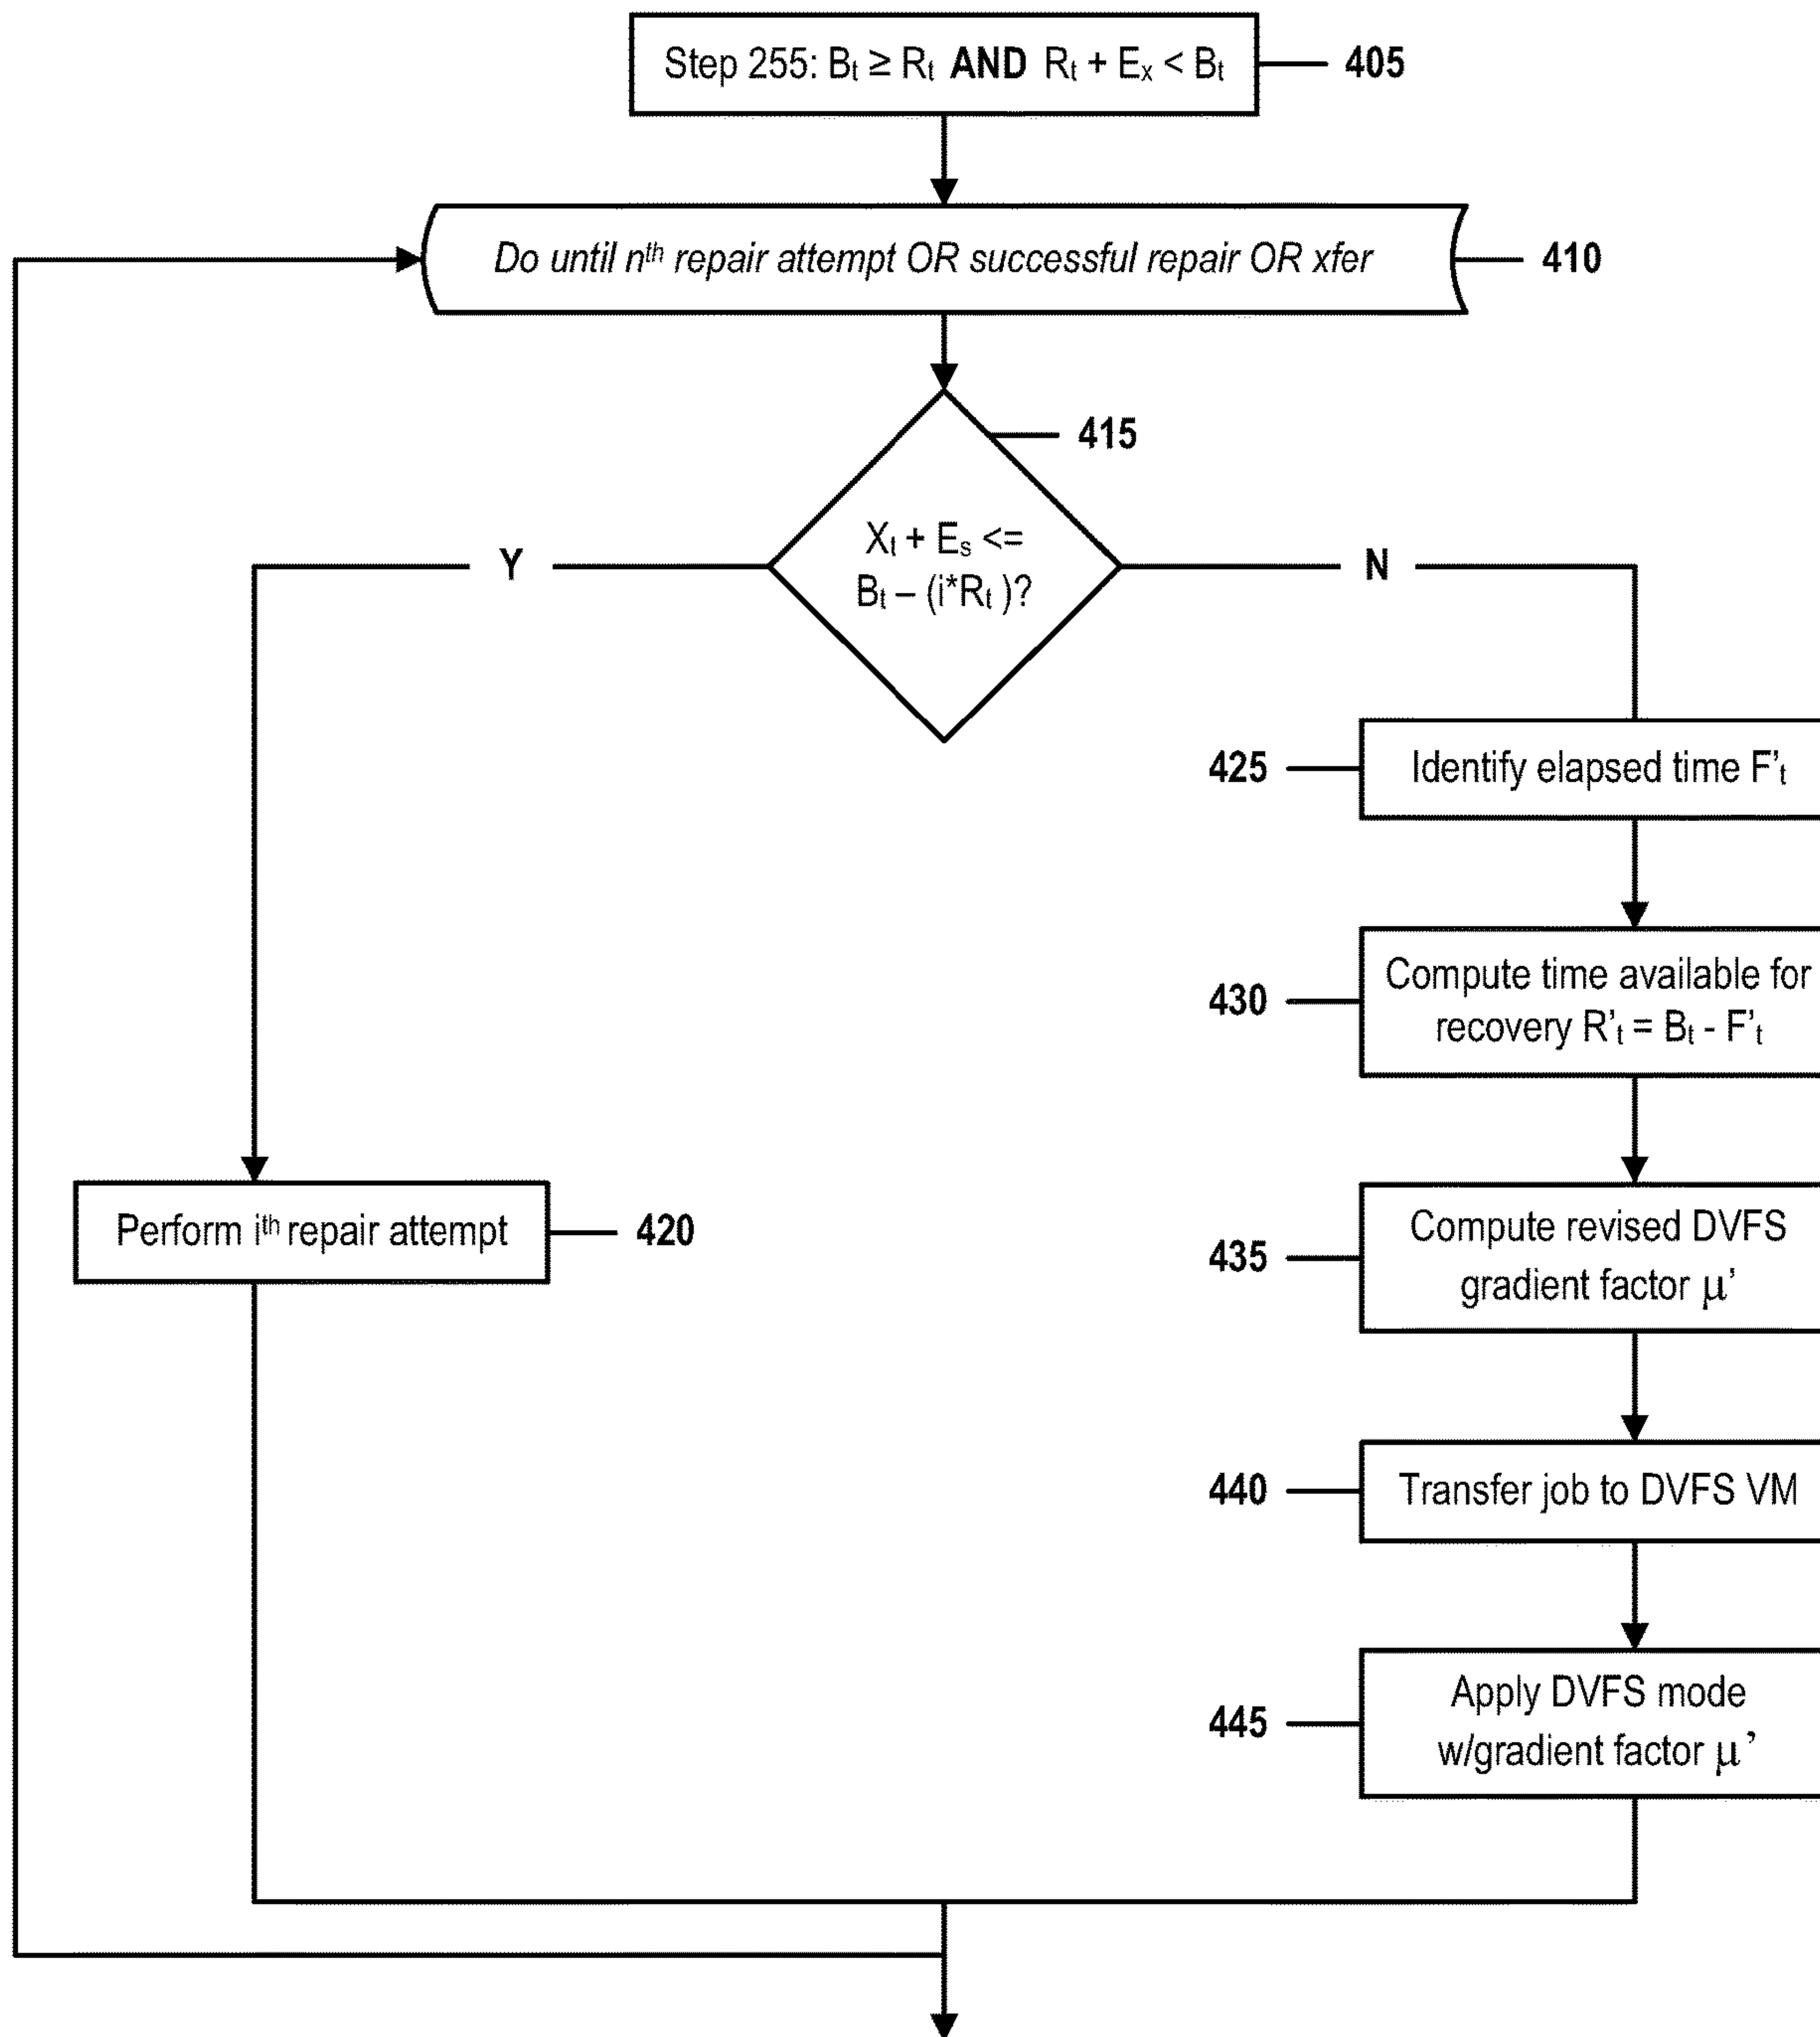 Step 255: Bₜ ≥ Rₜ AND Rₜ + Eₓ < Bₜ
405
Do until nᵗʰ repair attempt OR successful repair OR xfer
410
415
Xₜ + Eₛ <=
Bₜ – (i*Rₜ )?
Y
N
425
Identify elapsed time F'ₜ
430
Compute time available for
recovery R'ₜ = Bₜ - F'ₜ
Perform iᵗʰ repair attempt
420
435
Compute revised DVFS
gradient factor µ'
440
Transfer job to DVFS VM
445
Apply DVFS mode
w/gradient factor µ'